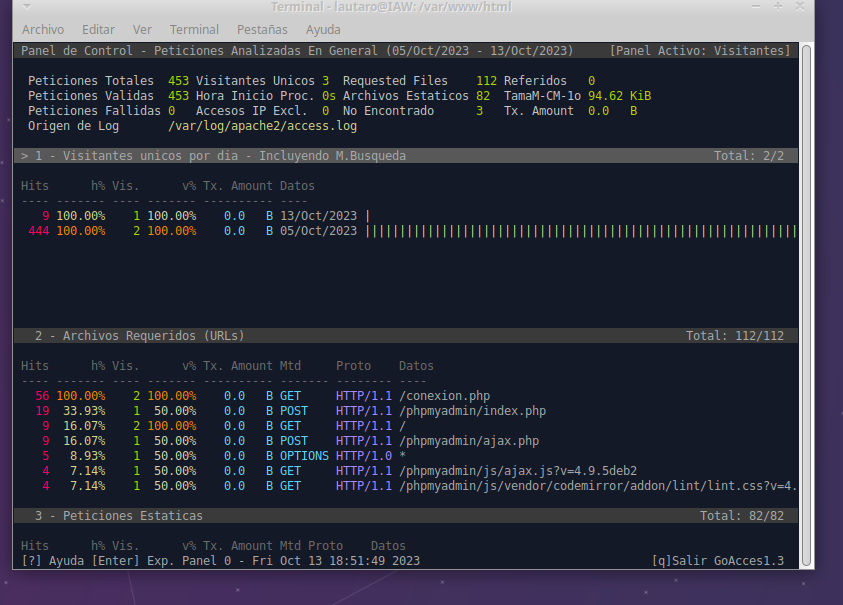 Terminal - lautaro@IAW: /var/www/html
Archivo Editar Ver Terminal Pestañas Ayuda
Panel de Control - Peticiones Analizadas En General (05/Oct/2023 - 13/Oct/2023) [Panel Activo: Visitantes]
Peticiones Totales 453 Visitantes Unicos 3 Requested Files 112 Referidos 0
Peticiones Validas 453 Hora Inicio Proc. 0s Archivos Estaticos 82 TamaM-CM-1o 94.62 KiB
Peticiones Fallidas 0 Accesos IP Excl. 0 No Encontrado 3 Tx. Amount 0.0 B
Origen de Log /var/log/apache2/access.log
> 1 - Visitantes unicos por dia - Incluyendo M.Busqueda Total: 2/2
Hits h% Vis. v% Tx. Amount Datos
---- ------- ---- ------- ---------- ----
9 100.00% 1 100.00% 0.0 B 13/Oct/2023 |
444 100.00% 2 100.00% 0.0 B 05/Oct/2023 ||||||||||||||||||||||||||||||||||||||||||||||||||||||||||||||
2 - Archivos Requeridos (URLs) Total: 112/112
Hits h% Vis. v% Tx. Amount Mtd Proto Datos
---- ------- ---- ------- ---------- ------- -------- ----
56 100.00% 2 100.00% 0.0 B GET HTTP/1.1 /conexion.php
19 33.93% 1 50.00% 0.0 B POST HTTP/1.1 /phpmyadmin/index.php
9 16.07% 2 100.00% 0.0 B GET HTTP/1.1 /
9 16.07% 1 50.00% 0.0 B POST HTTP/1.1 /phpmyadmin/ajax.php
5 8.93% 1 50.00% 0.0 B OPTIONS HTTP/1.0 *
4 7.14% 1 50.00% 0.0 B GET HTTP/1.1 /phpmyadmin/js/ajax.js?v=4.9.5deb2
4 7.14% 1 50.00% 0.0 B GET HTTP/1.1 /phpmyadmin/js/vendor/codemirror/addon/lint/lint.css?v=4.
3 - Peticiones Estaticas Total: 82/82
Hits h% Vis. v% Tx. Amount Mtd Proto Datos
[?] Ayuda [Enter] Exp. Panel 0 - Fri Oct 13 18:51:49 2023 [q]Salir GoAcces1.3